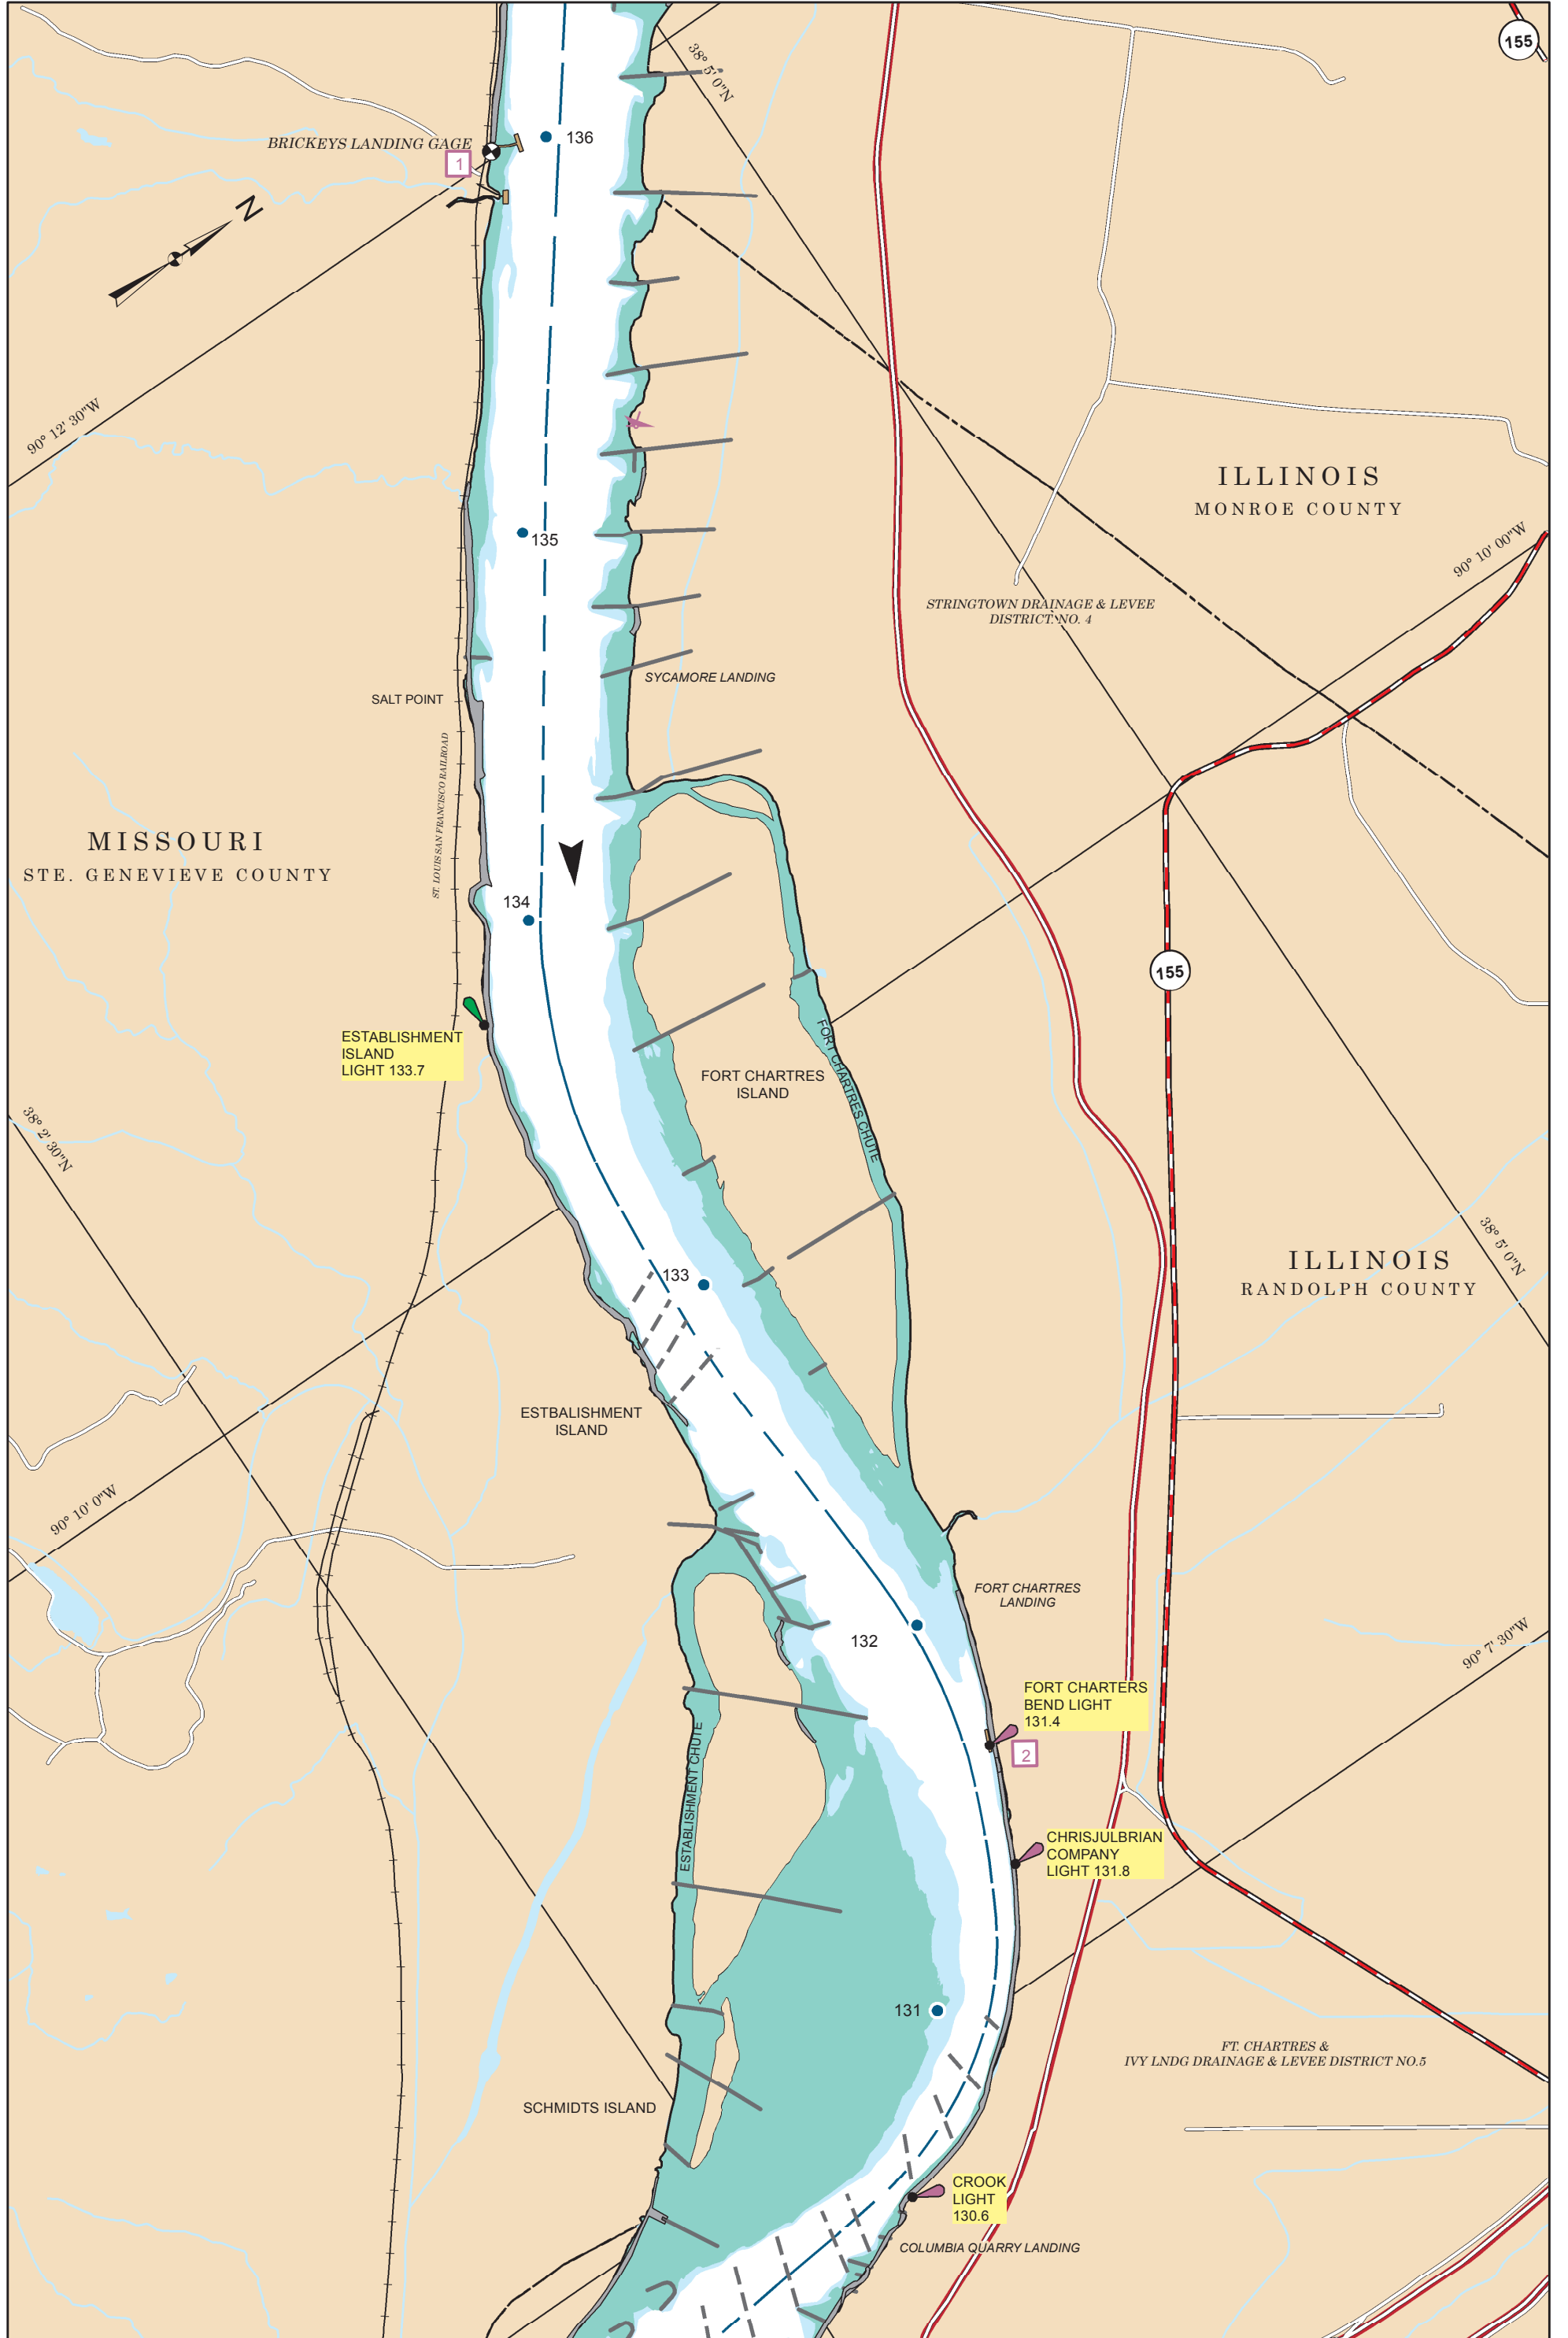 155
38° 5' 0"N
136
BRICKEYS LANDING GAGE
1
N
90° 12' 30"W
ILLINOIS
MONROE COUNTY
135
90° 10' 00"W
STRINGTOWN DRAINAGE & LEVEE
DISTRICT. NO. 4
SYCAMORE LANDING
SALT POINT
ST. LOUIS SAN FRANCISCO RAILROAD
MISSOURI
STE. GENEVIEVE COUNTY
134
155
ESTABLISHMENT
ISLAND
LIGHT 133.7
FORT CHARTRES
ISLAND
FORT CHARTRES CHUTE
38° 2' 30"N
133
38° 5' 0"N
ILLINOIS
RANDOLPH COUNTY
ESTBALISHMENT
ISLAND
90° 10' 0"W
FORT CHARTRES
LANDING
132
90° 7' 30"W
FORT CHARTERS
BEND LIGHT
131.4
2
ESTABLISHMENT CHUTE
CHRISJULBRIAN
COMPANY
LIGHT 131.8
131
FT. CHARTRES &
IVY LNDG DRAINAGE & LEVEE DISTRICT NO.5
SCHMIDTS ISLAND
CROOK
LIGHT
130.6
COLUMBIA QUARRY LANDING